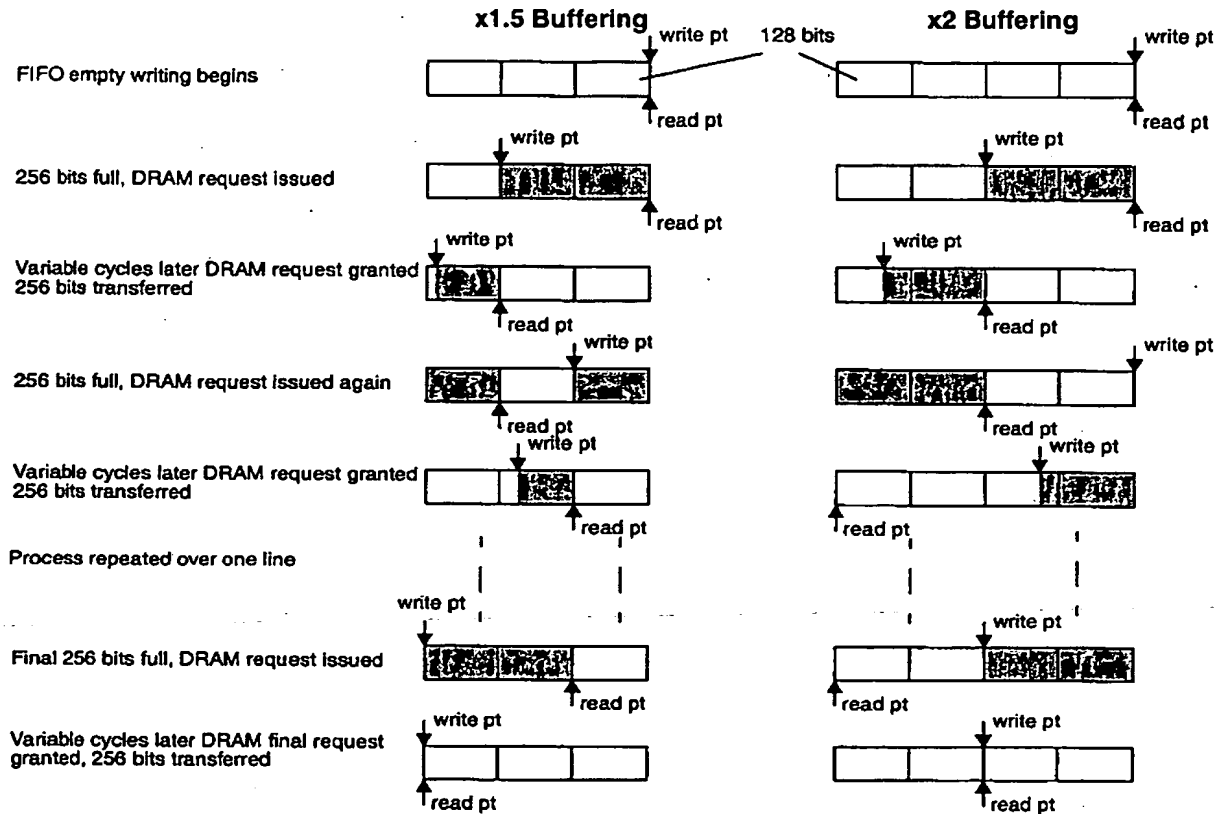 x1.5 Buffering
x2 Buffering
write pt
128 bits
write pt
FIFO empty writing begins
read pt
read pt
write pt
write pt
256 bits full, DRAM request issued
read pt
read pt
write pt
write pt
Variable cycles later DRAM request granted
256 bits transferred
read pt
read pt
write pt
write pt
256 bits full, DRAM request issued again
read pt
read pt
write pt
write pt
Variable cycles later DRAM request granted
256 bits transferred
read pt
read pt
Process repeated over one line
write pt
write pt
Final 256 bits full, DRAM request issued
read pt
read pt
write pt
write pt
Variable cycles later DRAM final request
granted, 256 bits transferred
read pt
read pt